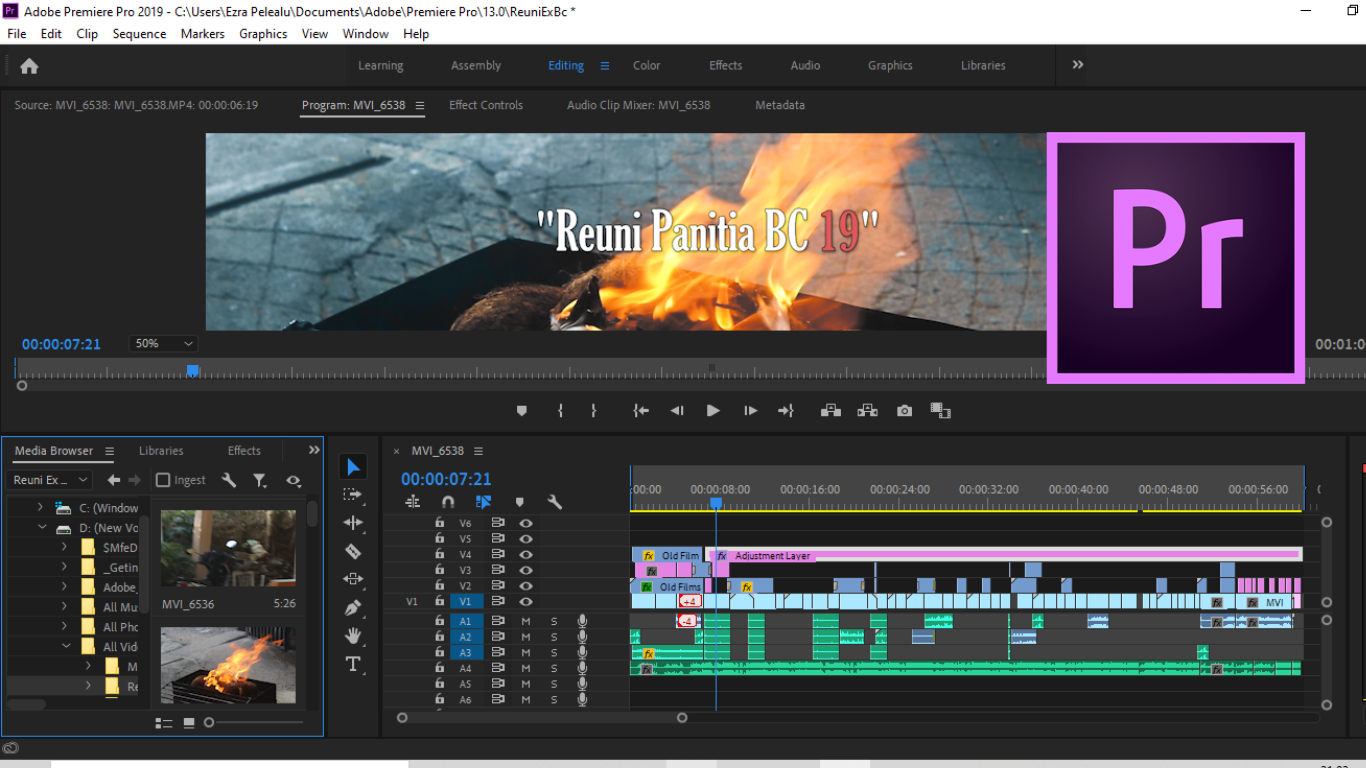 Adobe Premiere Pro 2019 - C:\Users\Ezra Pelealu\Documents\Adobe\Premiere Pro\13.0\ReuniExBc *
File Edit Clip Sequence Markers Graphics View Window Help
Learning Assembly Editing Color Effects Audio Graphics Libraries
Source: MVI_6538: MVI_6538.MP4: 00:00:06:19 Program: MVI_6538 Effect Controls Audio Clip Mixer: MVI_6538 Metadata
"Reuni Panitia BC 19"
Pr
00:00:07:21 50% 00:01:0
Media Browser Libraries Effects
Reuni Ex ... Ingest
C: (Window
D: (New Vo
$MfeD
_Getin
Adobe_
All Mu
All Pho
All Vid
M
Re
MVI_6536 5:26
MVI_6538
00:00:07:21
:00:00 00:00:08:00 00:00:16:00 00:00:24:00 00:00:32:00 00:00:40:00 00:00:48:00 00:00:56:00
V6
V5
V4 fx Old Film fx Adjustment Layer
V3 fx
V2 fx Old Films fx
V1 V1 +4 fx fx MVI
A1 M S -4 fx fx
A2 M S
A3 M S fx
A4 M S fx fx
A5 M S
A6 M S